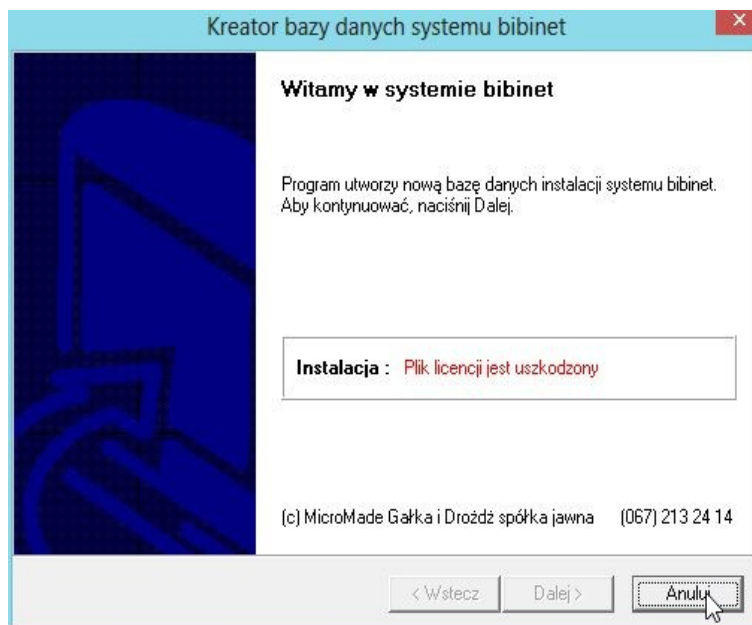 Kreator bazy danych systemu bibinet
Witamy w systemie bibinet
Program utworzy nową bazę danych instalacji systemu bibinet.
Aby kontynuować, naciśnij Dalej.
Instalacja : Plik licencji jest uszkodzony
(c) MicroMade Gałka i Drożdż spółka jawna (067) 213 24 14
< Wstecz Dalej > Anuluj